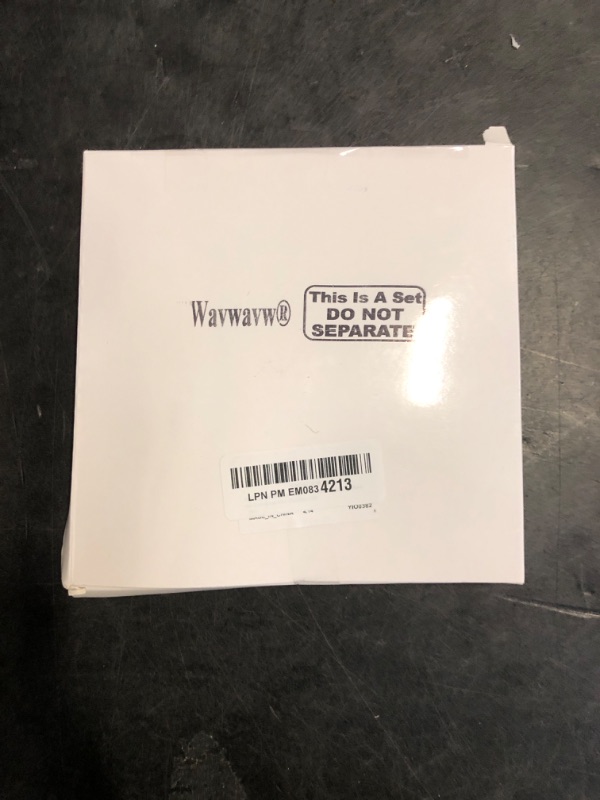 Wavwavw®
This Is A Set
DO NOT
SEPARATE
LPN PM EM0834213